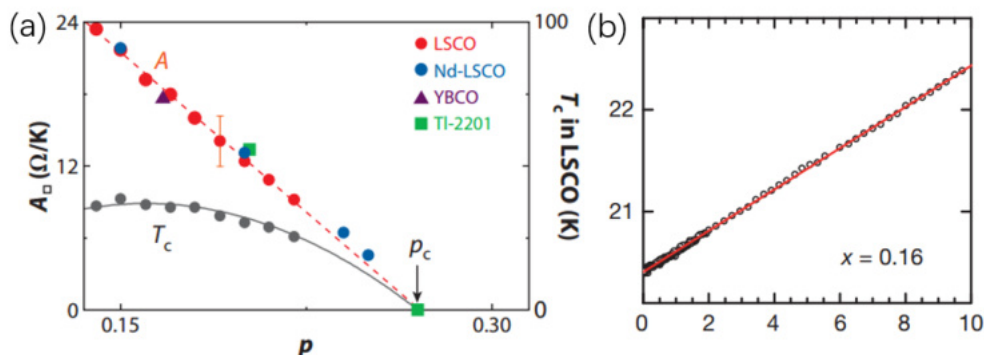 (a)
24
12
0
A□ (Ω/K)
A
LSCO
Nd-LSCO
YBCO
Tl-2201
Tc
pc
0.15
0.30
p
100
0
Tc in LSCO (K)
(b)
22
21
x = 0.16
0 2 4 6 8 10